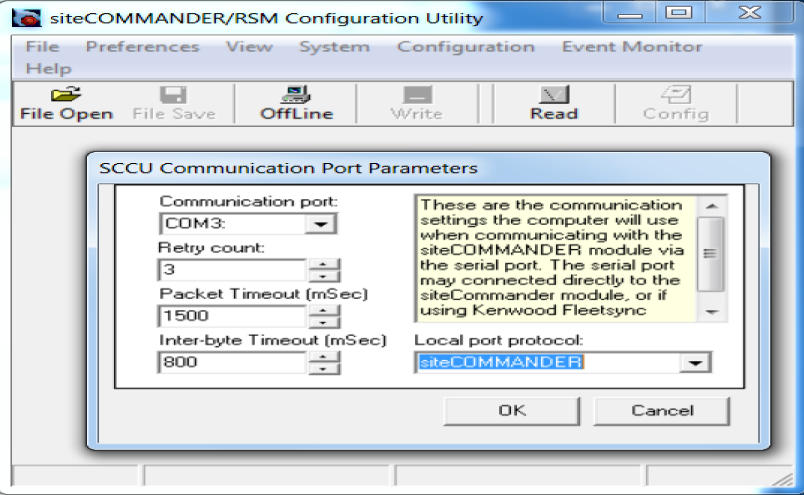 siteCOMMANDER/RSM Configuration Utility
File Preferences View System Configuration Event Monitor
Help
File Open File Save OffLine Write Read Config
SCCU Communication Port Parameters
Communication port:
COM3:
Retry count:
3
Packet Timeout (mSec)
1500
Inter-byte Timeout (mSec)
800
These are the communication
settings the computer will use
when communicating with the
siteCOMMANDER module via
the serial port. The serial port
may connected directly to the
siteCommander module, or if
using Kenwood Fleetsync
Local port protocol:
siteCOMMANDER
OK Cancel